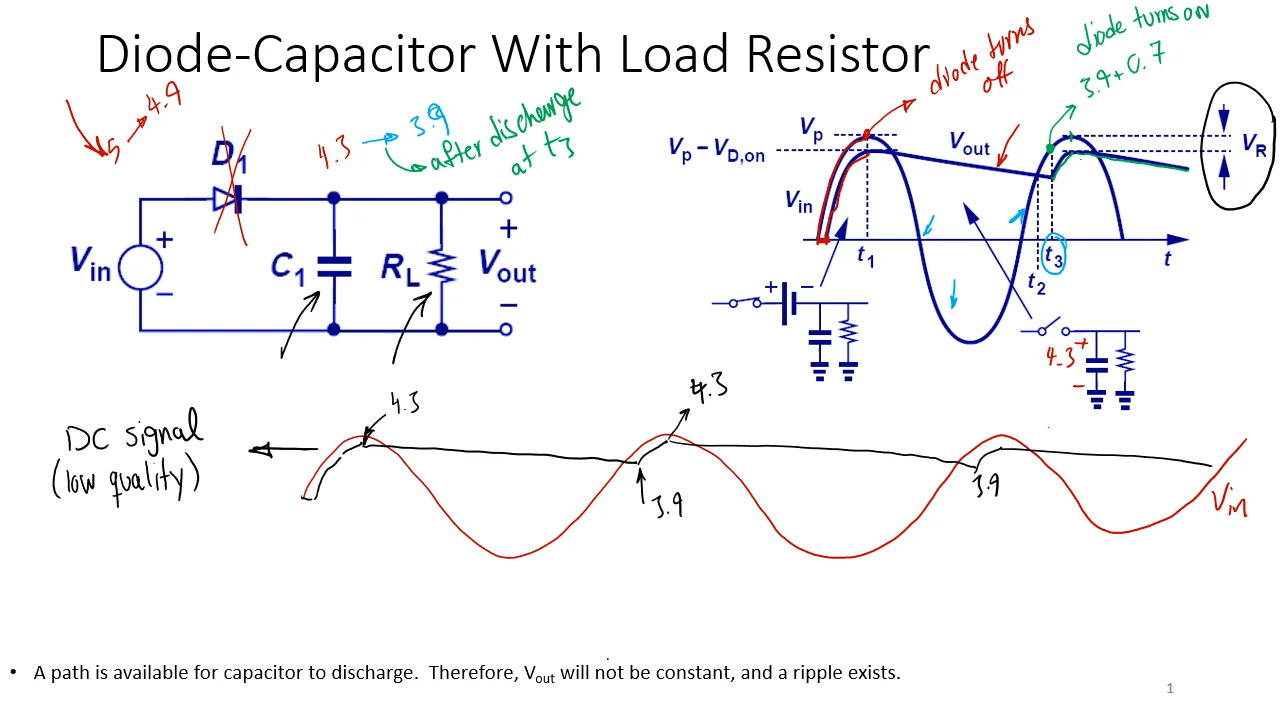 Diode-Capacitor With Load Resistor
diode turns
off
diode turns on
3.9+0.7
5 → 4.9
4.3 → 3.9
after discharge
at t3
D1
Vin
+
−
C1
RL
+
Vout
−
Vp
Vp − VD,on
Vin
Vout
VR
t1
t2
t3
t
+ −
4.3 +
−
DC signal
(low quality)
4.3
4.3
3.9
3.9
Vin
• A path is available for capacitor to discharge. Therefore, Vout will not be constant, and a ripple exists.
1